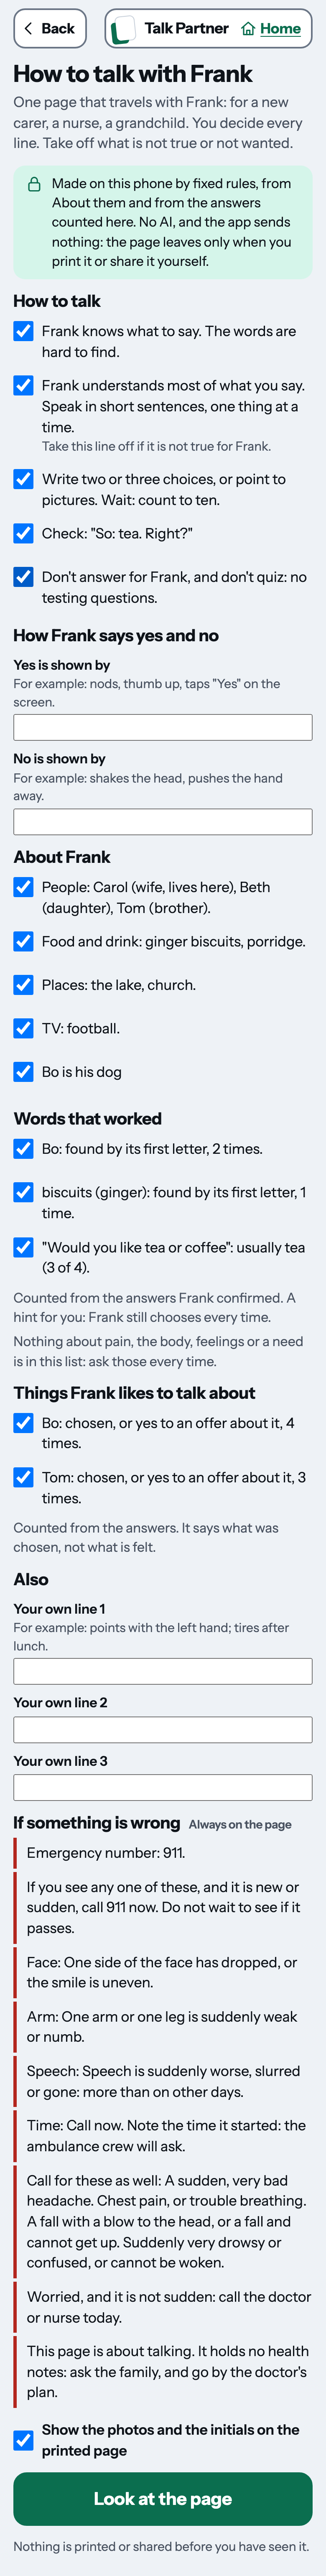 Back
Talk Partner
Home
How to talk with Frank
One page that travels with Frank: for a new
carer, a nurse, a grandchild. You decide every
line. Take off what is not true or not wanted.
Made on this phone by fixed rules, from
About them and from the answers
counted here. No AI, and the app sends
nothing: the page leaves only when you
print it or share it yourself.
How to talk
Frank knows what to say. The words are
hard to find.
Frank understands most of what you say.
Speak in short sentences, one thing at a
time.
Take this line off if it is not true for Frank.
Write two or three choices, or point to
pictures. Wait: count to ten.
Check: "So: tea. Right?"
Don't answer for Frank, and don't quiz: no
testing questions.
How Frank says yes and no
Yes is shown by
For example: nods, thumb up, taps "Yes" on the
screen.
No is shown by
For example: shakes the head, pushes the hand
away.
About Frank
People: Carol (wife, lives here), Beth
(daughter), Tom (brother).
Food and drink: ginger biscuits, porridge.
Places: the lake, church.
TV: football.
Bo is his dog
Words that worked
Bo: found by its first letter, 2 times.
biscuits (ginger): found by its first letter, 1
time.
"Would you like tea or coffee": usually tea
(3 of 4).
Counted from the answers Frank confirmed. A
hint for you: Frank still chooses every time.
Nothing about pain, the body, feelings or a need
is in this list: ask those every time.
Things Frank likes to talk about
Bo: chosen, or yes to an offer about it, 4
times.
Tom: chosen, or yes to an offer about it, 3
times.
Counted from the answers. It says what was
chosen, not what is felt.
Also
Your own line 1
For example: points with the left hand; tires after
lunch.
Your own line 2
Your own line 3
If something is wrong Always on the page
Emergency number: 911.
If you see any one of these, and it is new or
sudden, call 911 now. Do not wait to see if it
passes.
Face: One side of the face has dropped, or
the smile is uneven.
Arm: One arm or one leg is suddenly weak
or numb.
Speech: Speech is suddenly worse, slurred
or gone: more than on other days.
Time: Call now. Note the time it started: the
ambulance crew will ask.
Call for these as well: A sudden, very bad
headache. Chest pain, or trouble breathing.
A fall with a blow to the head, or a fall and
cannot get up. Suddenly very drowsy or
confused, or cannot be woken.
Worried, and it is not sudden: call the doctor
or nurse today.
This page is about talking. It holds no health
notes: ask the family, and go by the doctor's
plan.
Show the photos and the initials on the
printed page
Look at the page
Nothing is printed or shared before you have seen it.